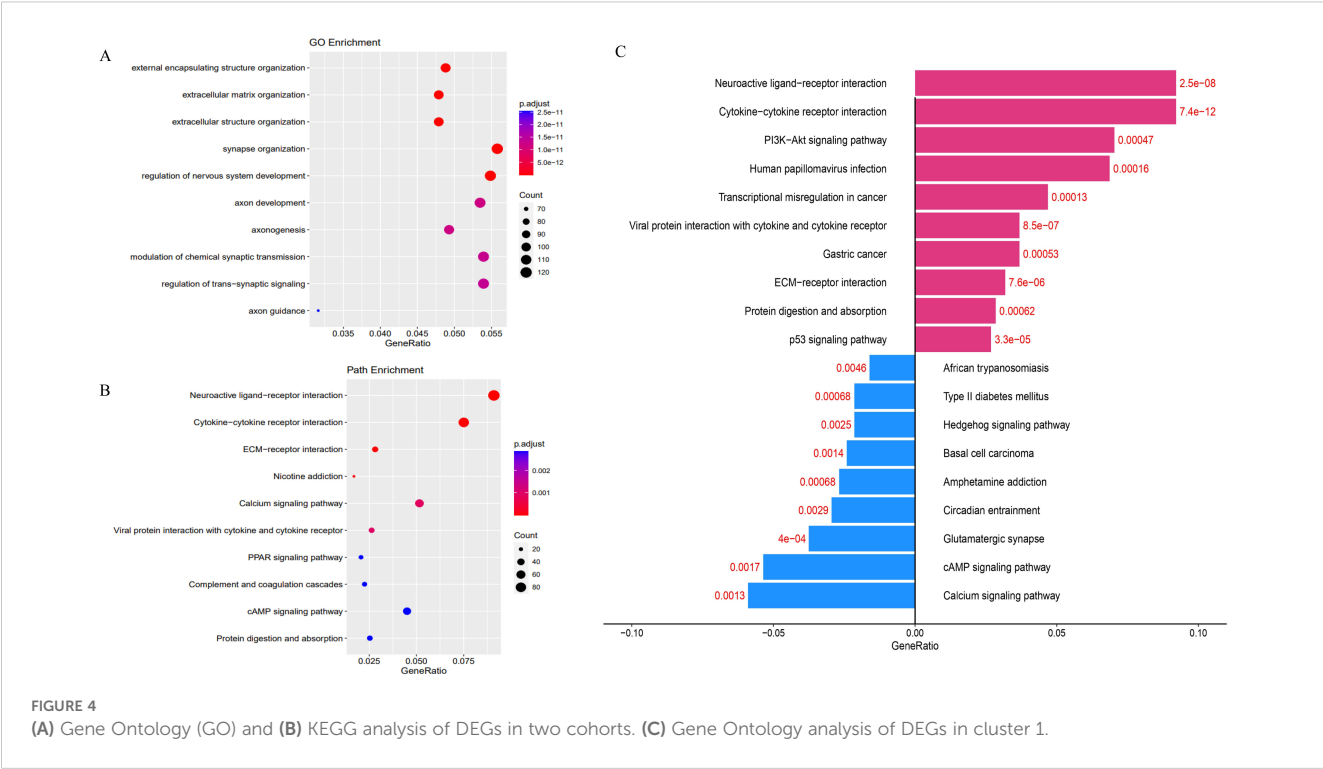 A
GO Enrichment
external encapsulating structure organization
extracellular matrix organization
extracellular structure organization
synapse organization
regulation of nervous system development
axon development
axonogenesis
modulation of chemical synaptic transmission
regulation of trans−synaptic signaling
axon guidance
0.035 0.040 0.045 0.050 0.055
GeneRatio
p.adjust
2.5e−11
2.0e−11
1.5e−11
1.0e−11
5.0e−12
Count
70
80
90
100
110
120
B
Path Enrichment
Neuroactive ligand−receptor interaction
Cytokine−cytokine receptor interaction
ECM−receptor interaction
Nicotine addiction
Calcium signaling pathway
Viral protein interaction with cytokine and cytokine receptor
PPAR signaling pathway
Complement and coagulation cascades
cAMP signaling pathway
Protein digestion and absorption
0.025 0.050 0.075
GeneRatio
p.adjust
0.002
0.001
Count
20
40
60
80
C
Neuroactive ligand−receptor interaction 2.5e−08
Cytokine−cytokine receptor interaction 7.4e−12
PI3K−Akt signaling pathway 0.00047
Human papillomavirus infection 0.00016
Transcriptional misregulation in cancer 0.00013
Viral protein interaction with cytokine and cytokine receptor 8.5e−07
Gastric cancer 0.00053
ECM−receptor interaction 7.6e−06
Protein digestion and absorption 0.00062
p53 signaling pathway 3.3e−05
0.0046 African trypanosomiasis
0.00068 Type II diabetes mellitus
0.0025 Hedgehog signaling pathway
0.0014 Basal cell carcinoma
0.00068 Amphetamine addiction
0.0029 Circadian entrainment
4e−04 Glutamatergic synapse
0.0017 cAMP signaling pathway
0.0013 Calcium signaling pathway
−0.10 −0.05 0.00 0.05 0.10
GeneRatio
FIGURE 4
(A) Gene Ontology (GO) and (B) KEGG analysis of DEGs in two cohorts. (C) Gene Ontology analysis of DEGs in cluster 1.